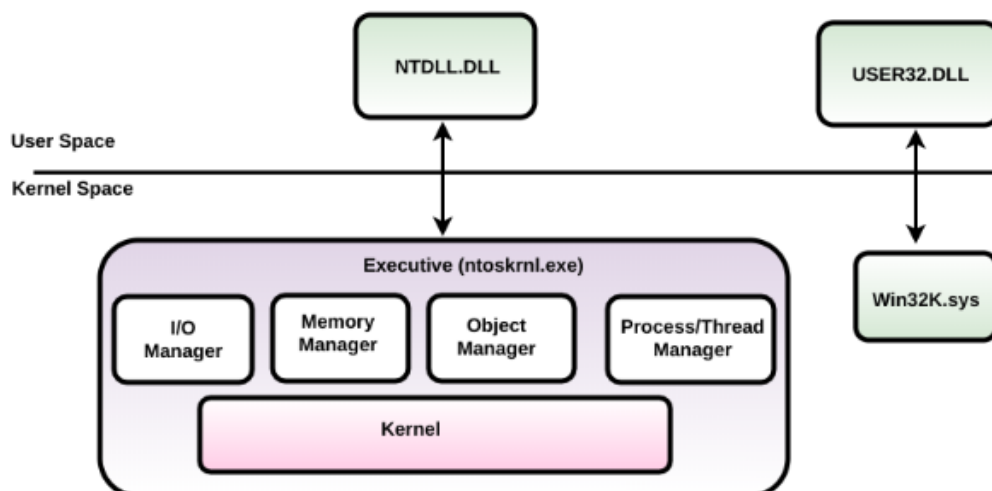 NTDLL.DLL
USER32.DLL
User Space
Kernel Space
Executive (ntoskrnl.exe)
I/O
Manager
Memory
Manager
Object
Manager
Process/Thread
Manager
Win32K.sys
Kernel